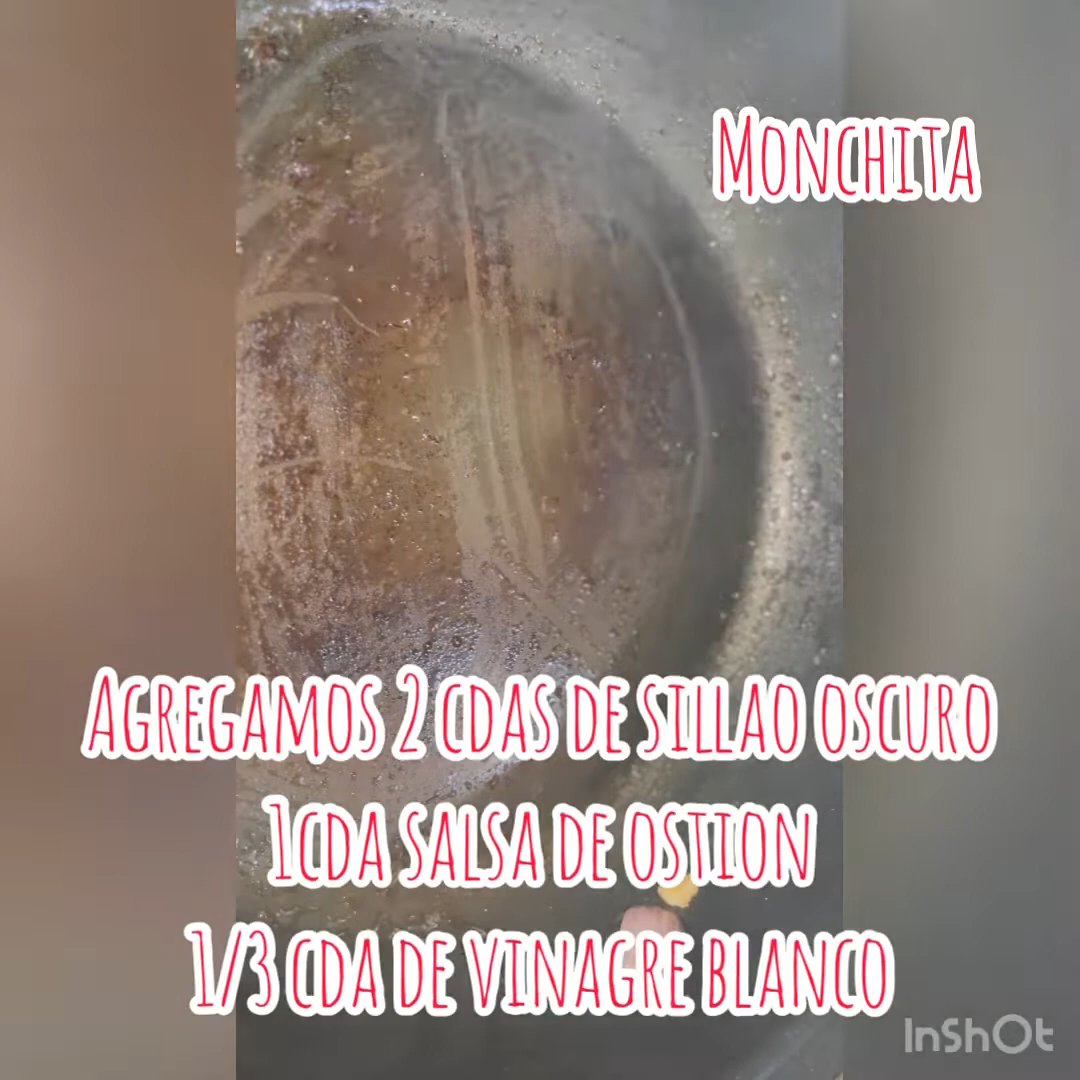 Monchita
Agregamos 2 cdas de sillao oscuro
1cda salsa de ostion
1/3 cda de vinagre blanco
InShOt